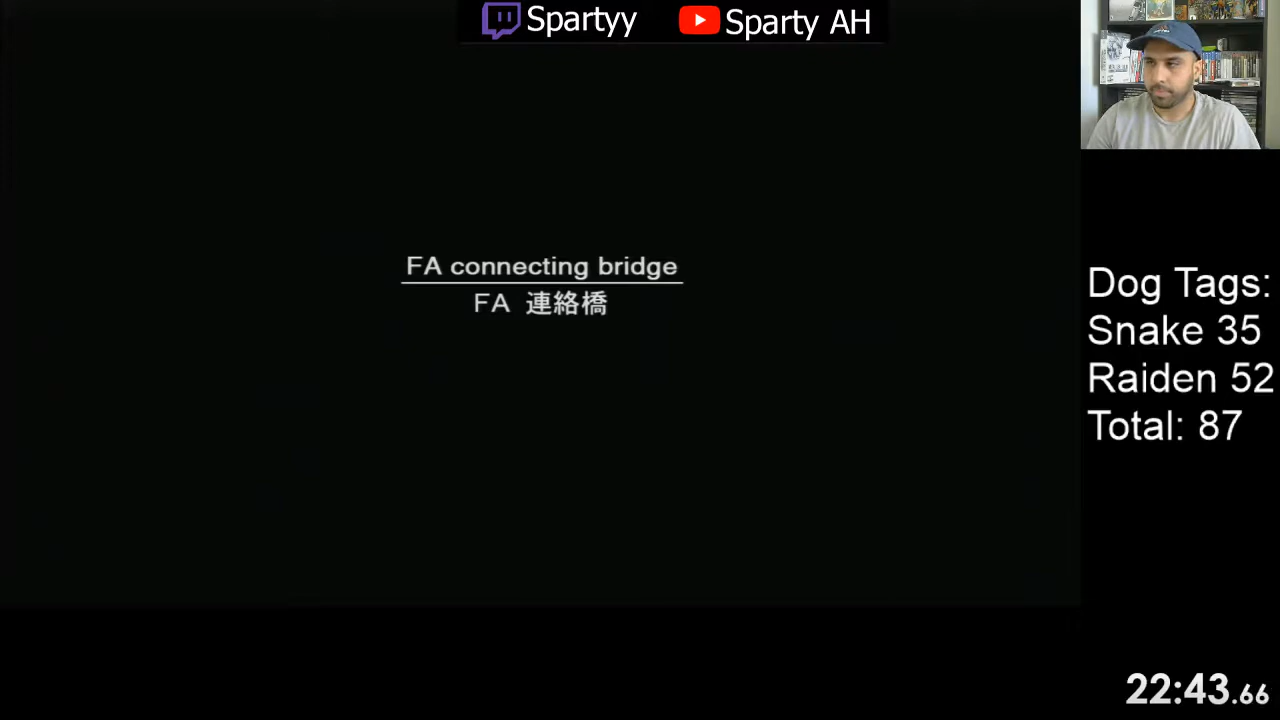 Spartyy
Sparty AH
FA connecting bridge
FA 連絡橋
Dog Tags:
Snake 35
Raiden 52
Total: 87
22:43.66